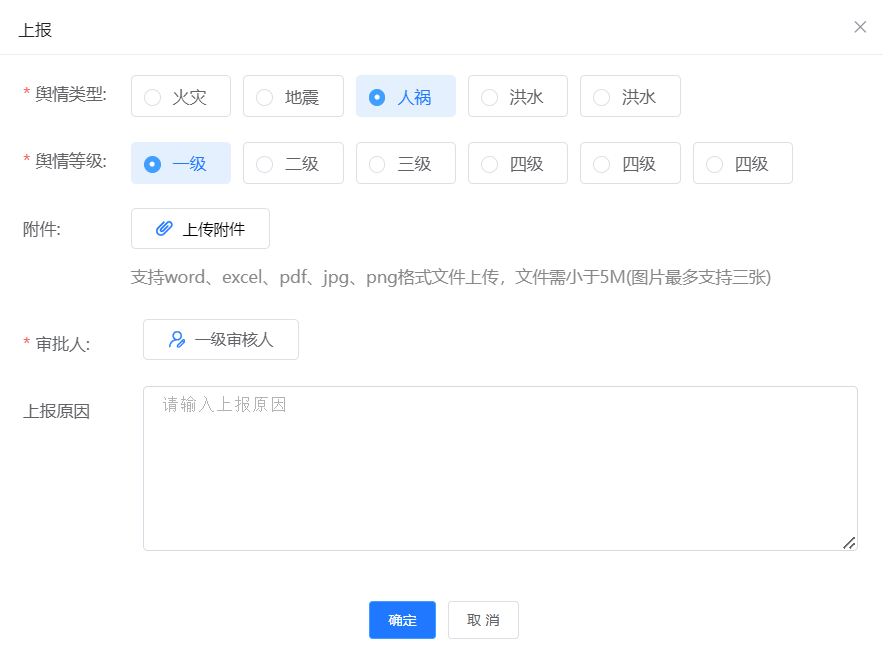 上报
* 舆情类型: 火灾 地震 人祸 洪水 洪水
* 舆情等级: 一级 二级 三级 四级 四级 四级
附件: 上传附件
支持word、excel、pdf、jpg、png格式文件上传，文件需小于5M(图片最多支持三张)
* 审批人: 一级审核人
上报原因 请输入上报原因
确定 取消